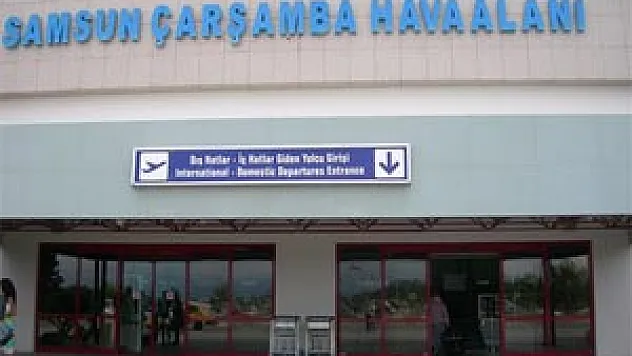 SAMSUN ÇARŞAMBA HAVAALANI
Dış Hatlar - İç Hatlar Giden Yolcu Girişi
International - Domestic Departures Entrance